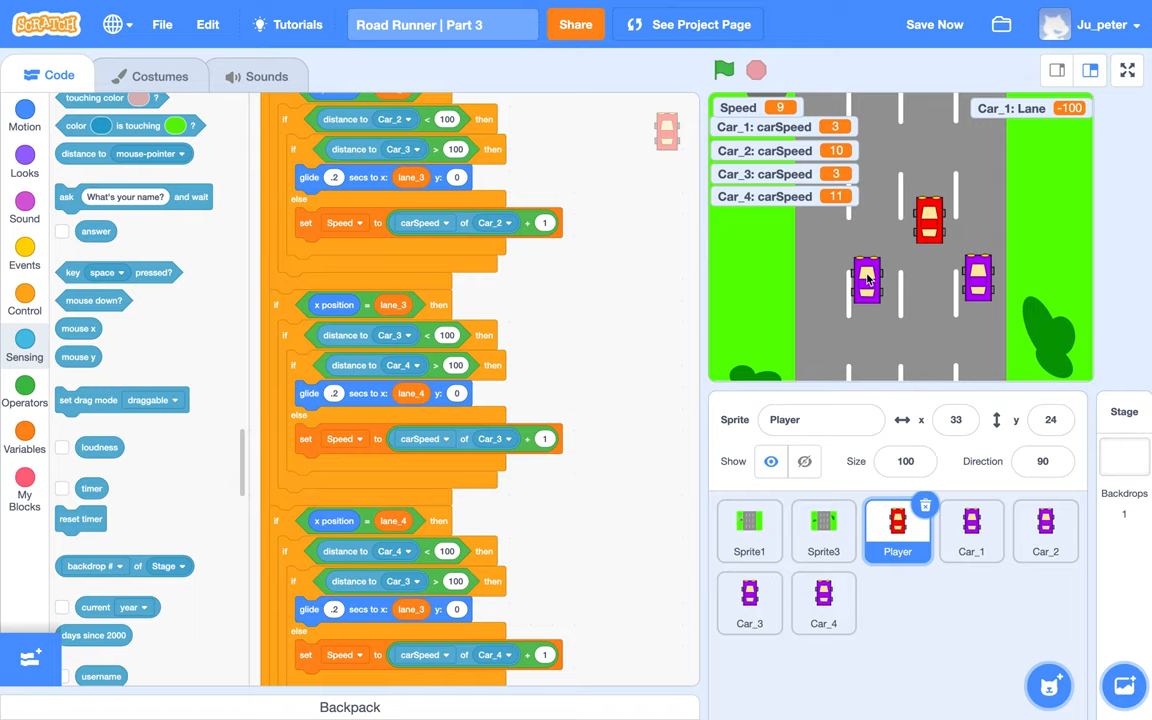 SCRATCH
File
Edit
Tutorials
Road Runner | Part 3
Share
See Project Page
Save Now
Ju_peter
Code
Costumes
Sounds
Motion
Looks
Sound
Events
Control
Sensing
Operators
Variables
My
Blocks
touching color ?
color is touching ?
distance to mouse-pointer
ask What's your name? and wait
answer
key space pressed?
mouse down?
mouse x
mouse y
set drag mode draggable
loudness
timer
reset timer
backdrop # of Stage
current year
days since 2000
username
if distance to Car_2 < 100 then
if distance to Car_3 > 100 then
glide .2 secs to x: lane_3 y: 0
else
set Speed to carSpeed of Car_2 + 1
if x position = lane_3 then
if distance to Car_3 < 100 then
if distance to Car_4 > 100 then
glide .2 secs to x: lane_4 y: 0
else
set Speed to carSpeed of Car_3 + 1
if x position = lane_4 then
if distance to Car_4 < 100 then
if distance to Car_3 > 100 then
glide .2 secs to x: lane_3 y: 0
else
set Speed to carSpeed of Car_4 + 1
Backpack
Speed 9
Car_1: carSpeed 3
Car_2: carSpeed 10
Car_3: carSpeed 3
Car_4: carSpeed 11
Car_1: Lane -100
Sprite Player x 33 y 24
Show Size 100 Direction 90
Sprite1
Sprite3
Player
Car_1
Car_2
Car_3
Car_4
Stage
Backdrops
1